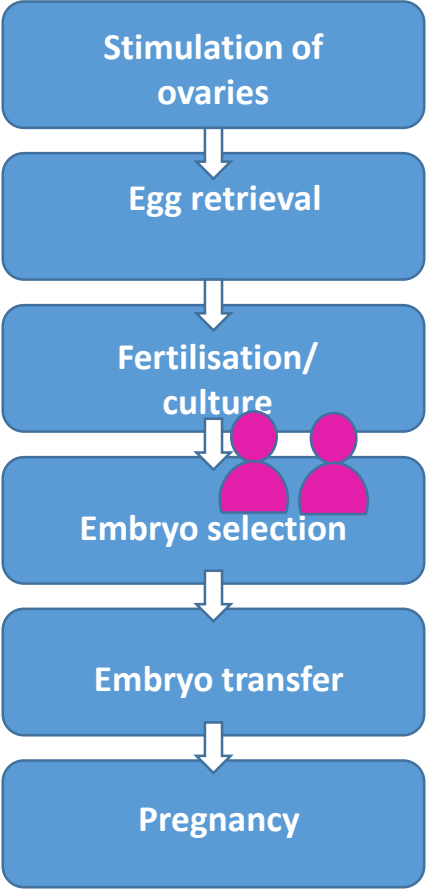 Stimulation of
ovaries
Egg retrieval
Fertilisation/
culture
Embryo selection
Embryo transfer
Pregnancy